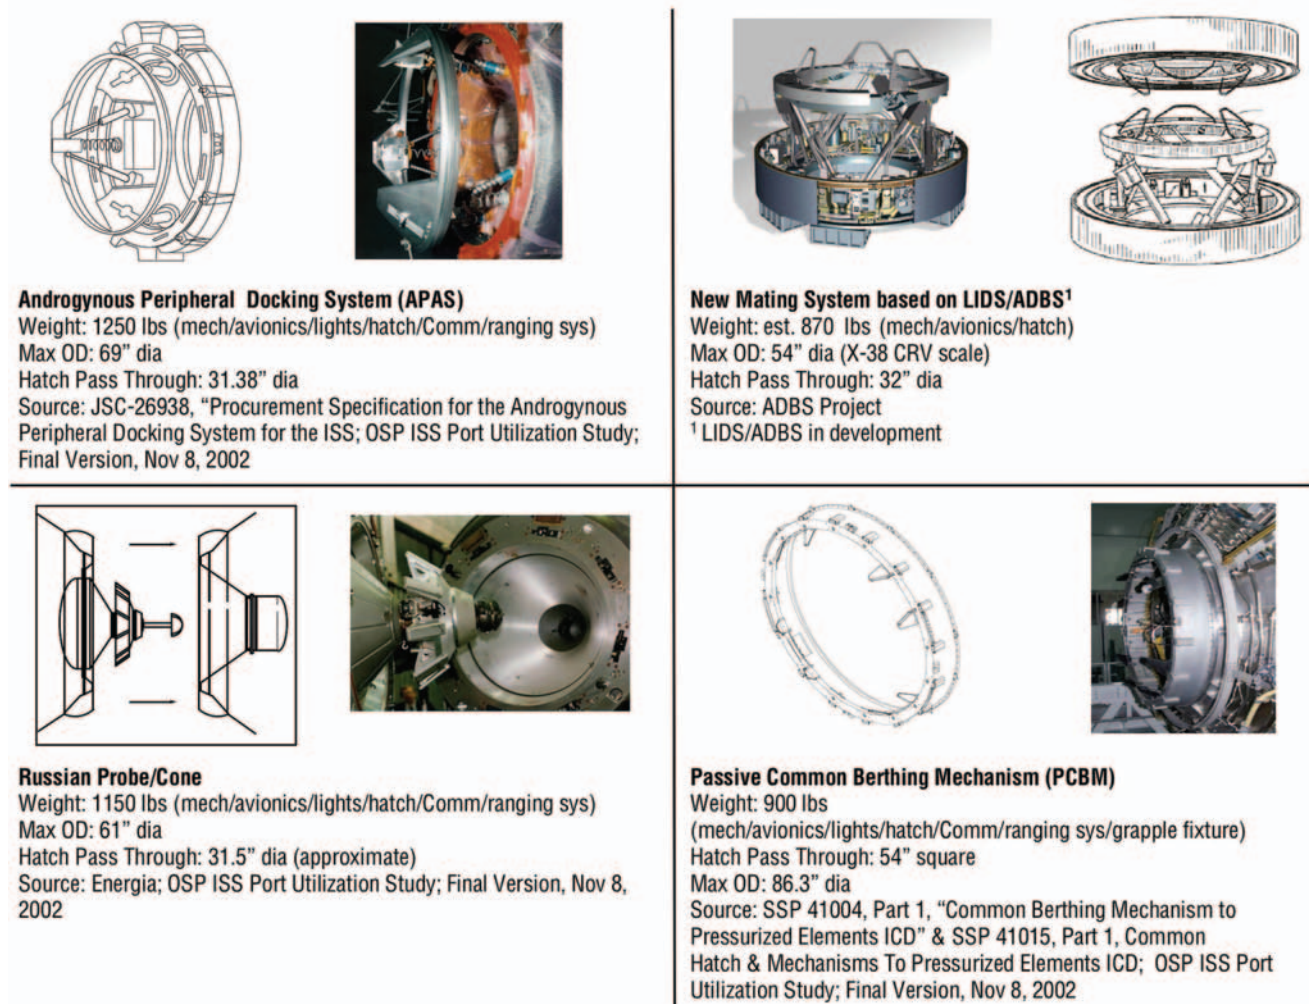 Androgynous Peripheral Docking System (APAS)
Weight: 1250 lbs (mech/avionics/lights/hatch/Comm/ranging sys)
Max OD: 69” dia
Hatch Pass Through: 31.38” dia
Source: JSC-26938, “Procurement Specification for the Androgynous
Peripheral Docking System for the ISS; OSP ISS Port Utilization Study;
Final Version, Nov 8, 2002
New Mating System based on LIDS/ADBS¹
Weight: est. 870 lbs (mech/avionics/hatch)
Max OD: 54” dia (X-38 CRV scale)
Hatch Pass Through: 32” dia
Source: ADBS Project
¹ LIDS/ADBS in development
Russian Probe/Cone
Weight: 1150 lbs (mech/avionics/lights/hatch/Comm/ranging sys)
Max OD: 61” dia
Hatch Pass Through: 31.5” dia (approximate)
Source: Energia; OSP ISS Port Utilization Study; Final Version, Nov 8,
2002
Passive Common Berthing Mechanism (PCBM)
Weight: 900 lbs
(mech/avionics/lights/hatch/Comm/ranging sys/grapple fixture)
Hatch Pass Through: 54” square
Max OD: 86.3” dia
Source: SSP 41004, Part 1, “Common Berthing Mechanism to
Pressurized Elements ICD” & SSP 41015, Part 1, Common
Hatch & Mechanisms To Pressurized Elements ICD; OSP ISS Port
Utilization Study; Final Version, Nov 8, 2002